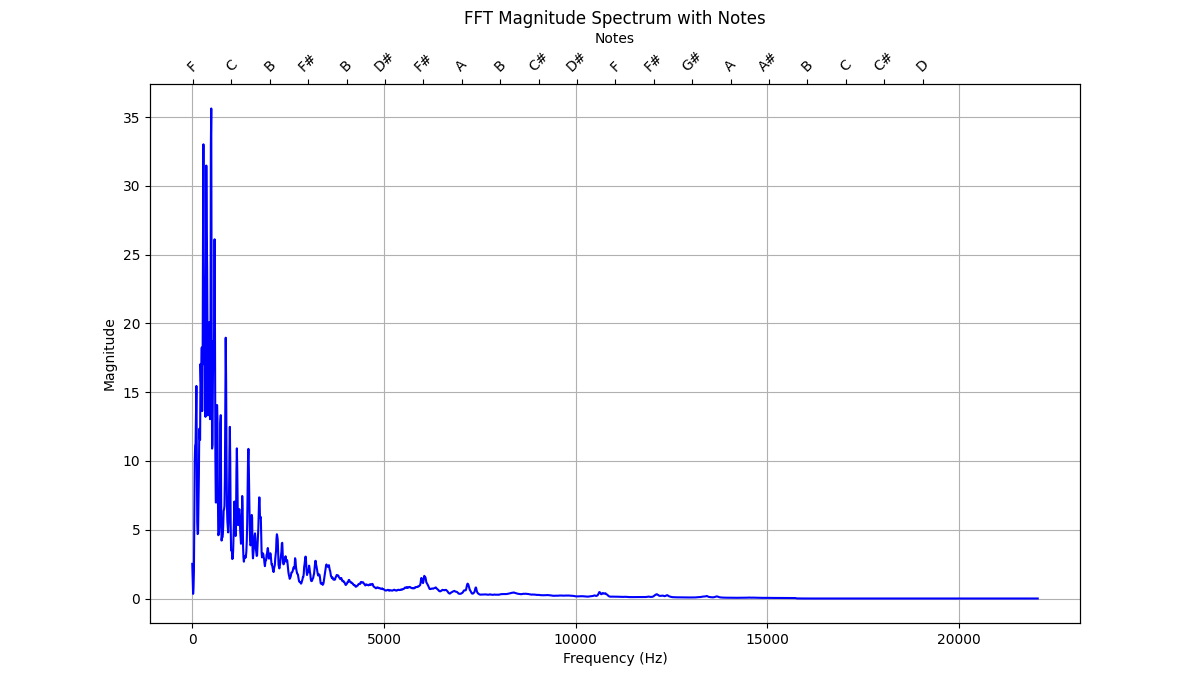 FFT Magnitude Spectrum with Notes
Notes
F C B F# B D# F# A B C# D# F F# G# A A# B C C# D
35
30
25
20
15
10
5
0
Magnitude
0 5000 10000 15000 20000
Frequency (Hz)